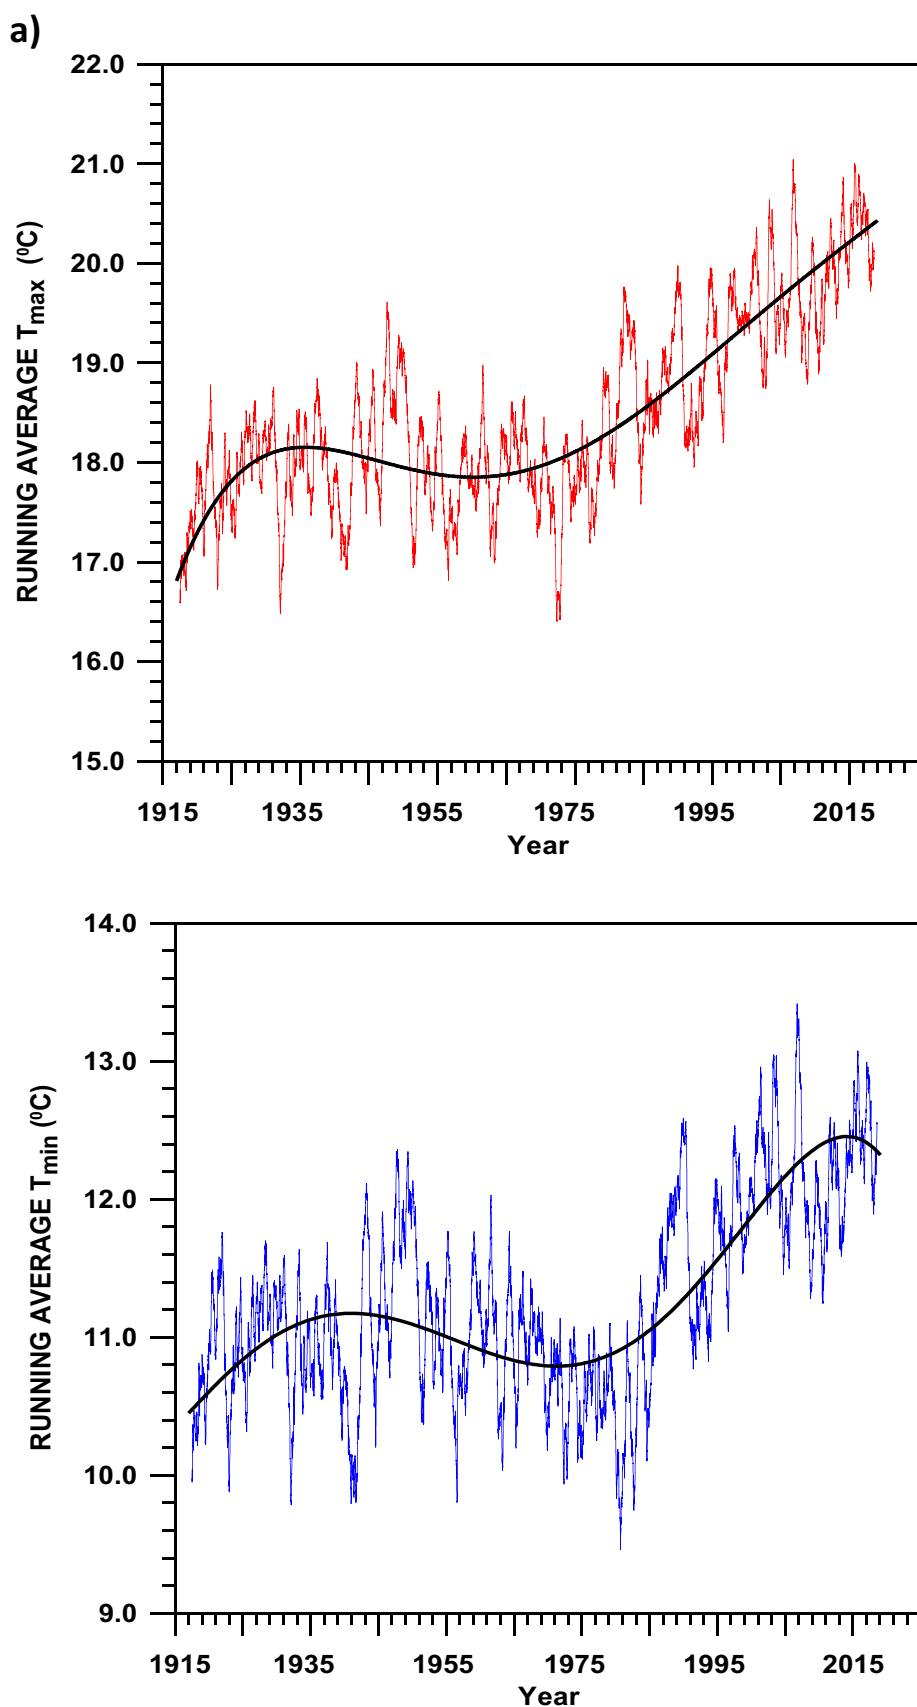 a)
22.0
21.0
20.0
19.0
18.0
17.0
16.0
15.0
RUNNING AVERAGE Tmax (⁰C)
1915 1935 1955 1975 1995 2015
Year
14.0
13.0
12.0
11.0
10.0
9.0
RUNNING AVERAGE Tmin (⁰C)
1915 1935 1955 1975 1995 2015
Year